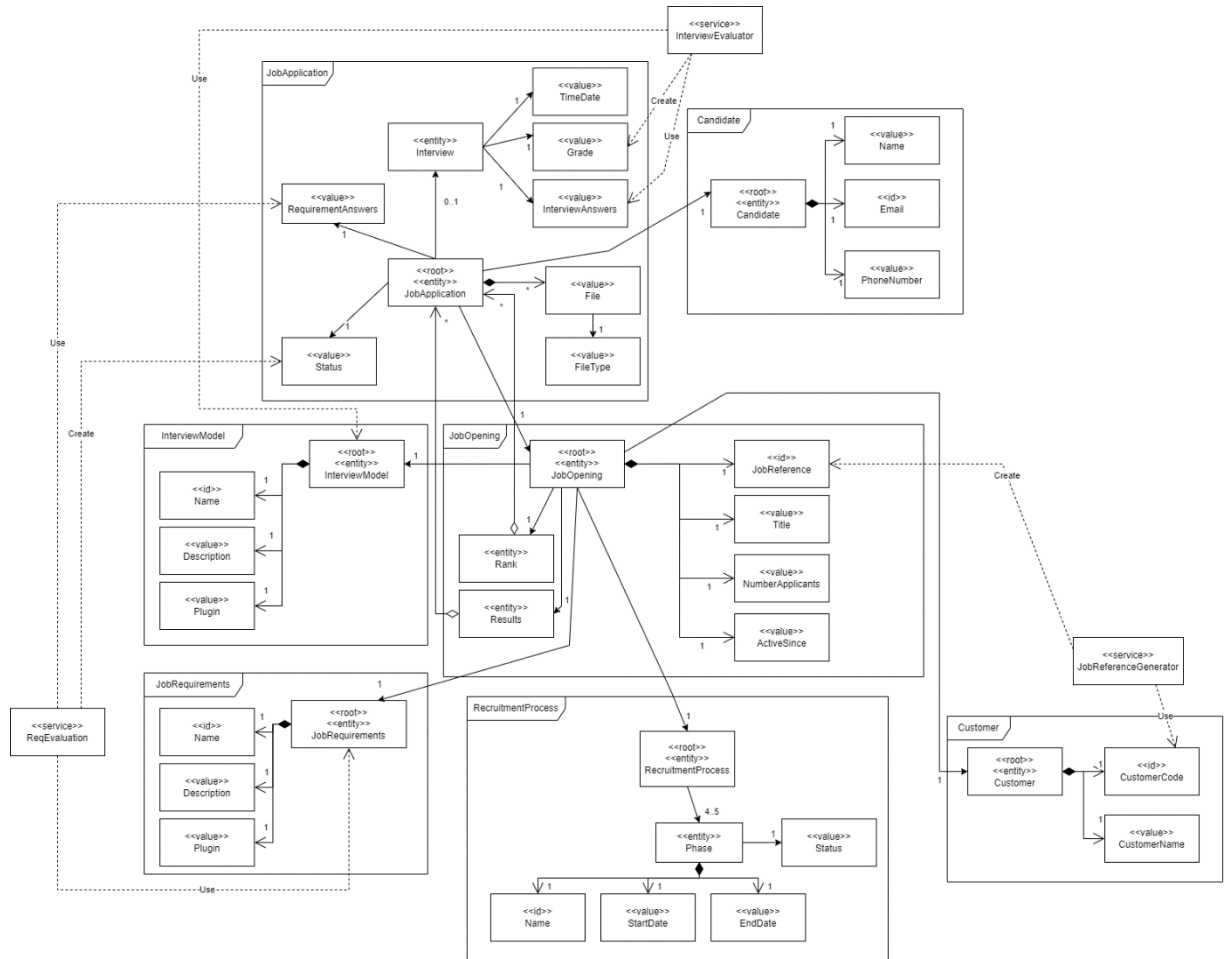 <<service>>
InterviewEvaluator
Use
JobApplication
<<value>>
TimeDate
1
Create
<<entity>>
Interview
<<value>>
Grade
1
Use
<<value>>
InterviewAnswers
1
0..1
<<value>>
RequirementAnswers
1
<<root>>
<<entity>>
JobApplication
<<value>>
File
*
*
*
1
<<value>>
FileType
1
<<value>>
Status
Candidate
1
<<value>>
Name
<<root>>
<<entity>>
Candidate
1
<<id>>
Email
1
<<value>>
PhoneNumber
1
Use
Create
InterviewModel
<<root>>
<<entity>>
InterviewModel
1
<<id>>
Name
1
<<value>>
Description
1
<<value>>
Plugin
1
JobOpening
1
<<root>>
<<entity>>
JobOpening
<<id>>
JobReference
1
Create
<<value>>
Title
1
<<value>>
NumberApplicants
1
<<value>>
ActiveSince
1
1
<<entity>>
Rank
<<entity>>
Results
1
JobRequirements
1
<<root>>
<<entity>>
JobRequirements
<<id>>
Name
1
<<value>>
Description
1
<<value>>
Plugin
1
<<service>>
ReqEvaluation
Use
RecruitmentProcess
1
<<root>>
<<entity>>
RecruitmentProcess
4..5
<<entity>>
Phase
1
<<value>>
Status
1
1
1
<<id>>
Name
<<value>>
StartDate
<<value>>
EndDate
<<service>>
JobReferenceGenerator
Use
Customer
1
<<root>>
<<entity>>
Customer
1
<<id>>
CustomerCode
1
<<value>>
CustomerName